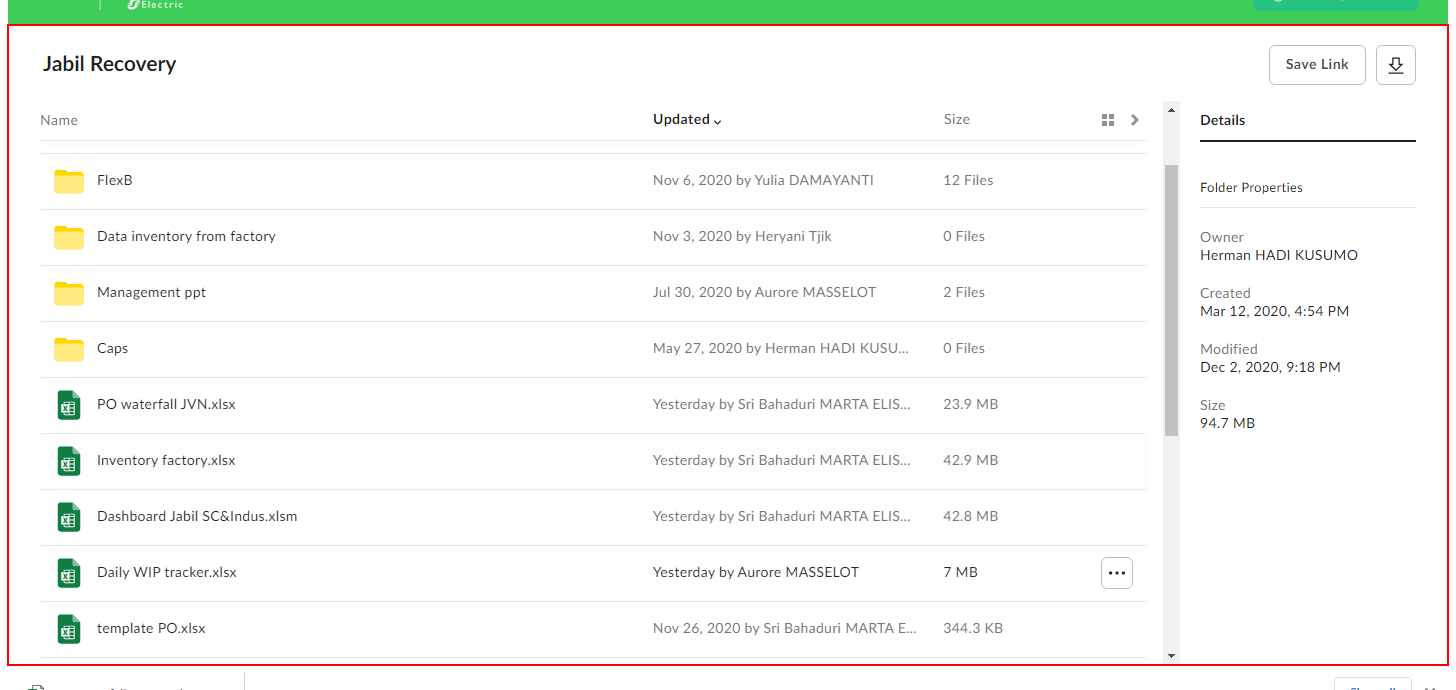 Electric
Jabil Recovery
Save Link
Name Updated Size
Details
FlexB Nov 6, 2020 by Yulia DAMAYANTI 12 Files
Folder Properties
Data inventory from factory Nov 3, 2020 by Heryani Tjik 0 Files
Owner
Herman HADI KUSUMO
Management ppt Jul 30, 2020 by Aurore MASSELOT 2 Files
Created
Mar 12, 2020, 4:54 PM
Caps May 27, 2020 by Herman HADI KUSU... 0 Files
Modified
Dec 2, 2020, 9:18 PM
PO waterfall JVN.xlsx Yesterday by Sri Bahaduri MARTA ELIS... 23.9 MB
Size
94.7 MB
Inventory factory.xlsx Yesterday by Sri Bahaduri MARTA ELIS... 42.9 MB
Dashboard Jabil SC&Indus.xlsm Yesterday by Sri Bahaduri MARTA ELIS... 42.8 MB
Daily WIP tracker.xlsx Yesterday by Aurore MASSELOT 7 MB
template PO.xlsx Nov 26, 2020 by Sri Bahaduri MARTA E... 344.3 KB